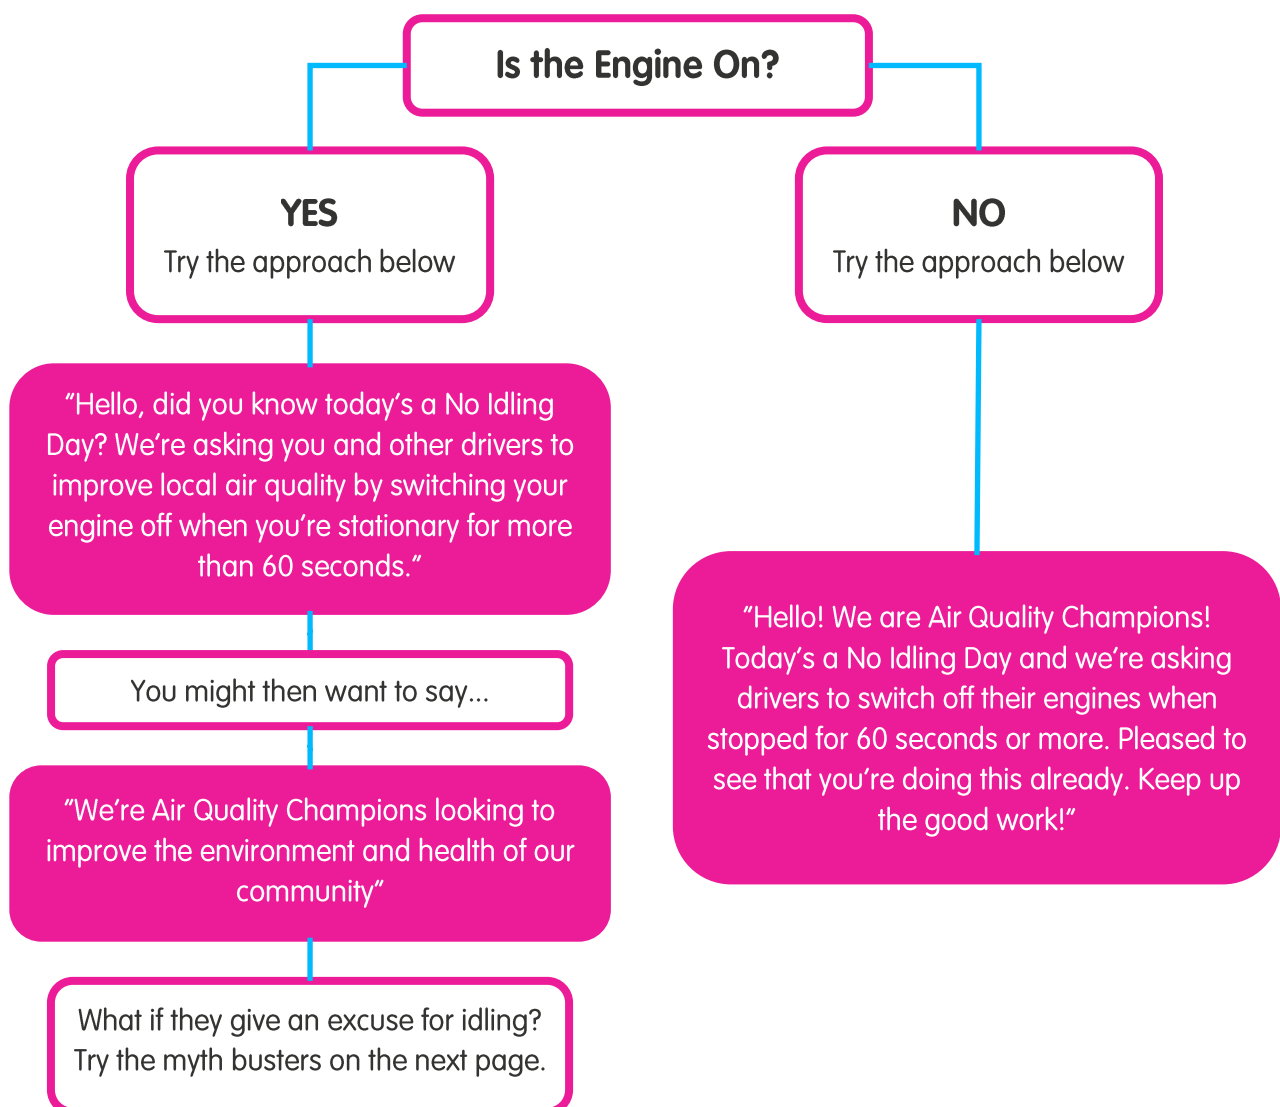 Is the Engine On?
YES
Try the approach below
NO
Try the approach below
“Hello, did you know today’s a No Idling
Day? We’re asking you and other drivers to
improve local air quality by switching your
engine off when you’re stationary for more
than 60 seconds.”
You might then want to say...
“We’re Air Quality Champions looking to
improve the environment and health of our
community”
What if they give an excuse for idling?
Try the myth busters on the next page.
“Hello! We are Air Quality Champions!
Today’s a No Idling Day and we’re asking
drivers to switch off their engines when
stopped for 60 seconds or more. Pleased to
see that you’re doing this already. Keep up
the good work!”